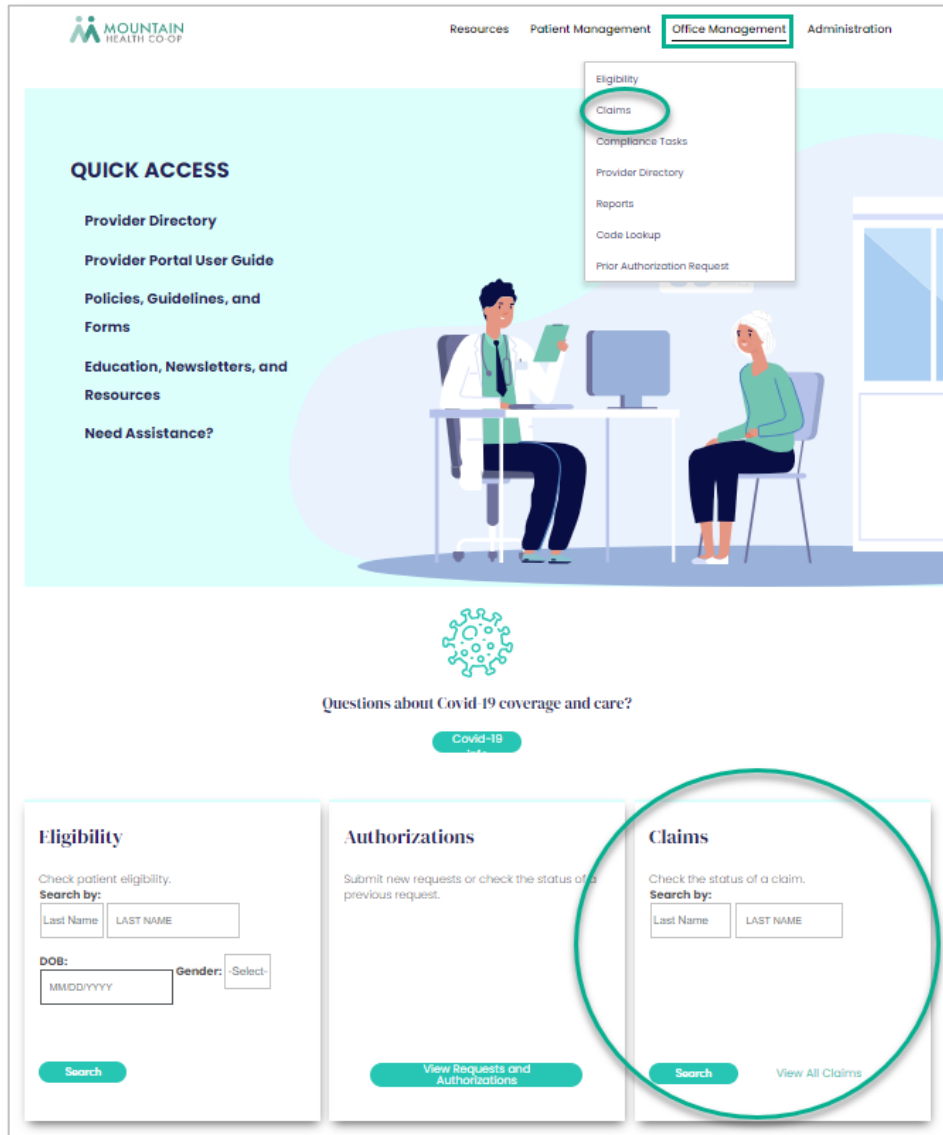 MOUNTAIN
HEALTH CO-OP
Resources Patient Management Office Management Administration
Eligibility
Claims
Compliance Tasks
Provider Directory
Reports
Code Lookup
Prior Authorization Request
QUICK ACCESS
Provider Directory
Provider Portal User Guide
Policies, Guidelines, and
Forms
Education, Newsletters, and
Resources
Need Assistance?
Questions about Covid-19 coverage and care?
Covid-19
Eligibility
Check patient eligibility.
Search by:
Last Name LAST NAME
DOB:
Gender: -Select-
MM/DD/YYYY
Search
Authorizations
Submit new requests or check the status of a
previous request.
View Requests and
Authorizations
Claims
Check the status of a claim.
Search by:
Last Name LAST NAME
Search View All Claims